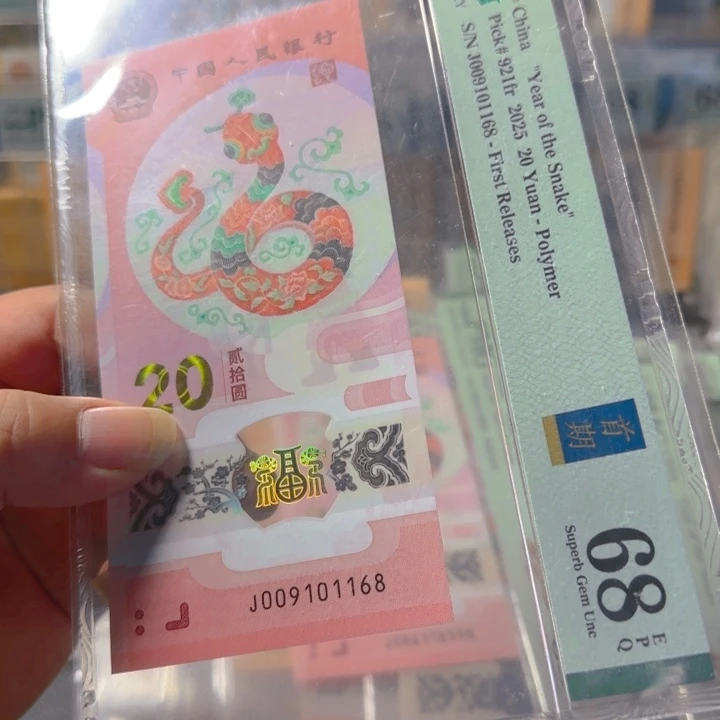 中国人民银行
20
贰拾圆
福
J009101168
China "Year of the Snake"
Pick# 921fr 2025 20 Yuan - Polymer
S/N J009101168 - First Releases
首期
68 EPQ
Superb Gem Unc